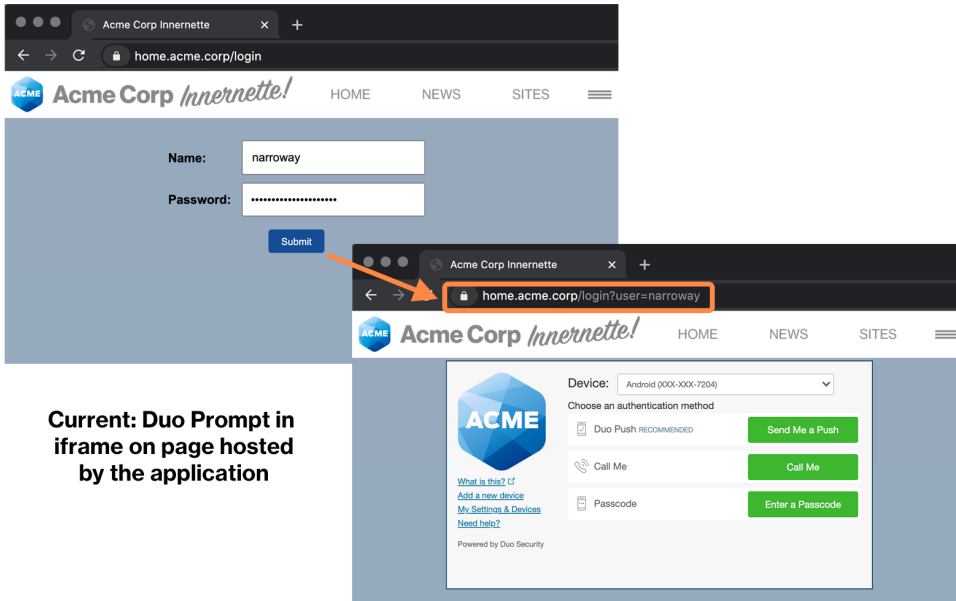 Acme Corp Innernette
home.acme.corp/login
ACME Acme Corp Innernette! HOME NEWS SITES
Name: narroway
Password: ••••••••••••••••••••
Submit
Acme Corp Innernette
home.acme.corp/login?user=narroway
ACME Acme Corp Innernette! HOME NEWS SITES
Current: Duo Prompt in
iframe on page hosted
by the application
ACME
What is this?
Add a new device
My Settings & Devices
Need help?
Powered by Duo Security
Device: Android (XXX-XXX-7204)
Choose an authentication method
Duo Push RECOMMENDED Send Me a Push
Call Me Call Me
Passcode Enter a Passcode